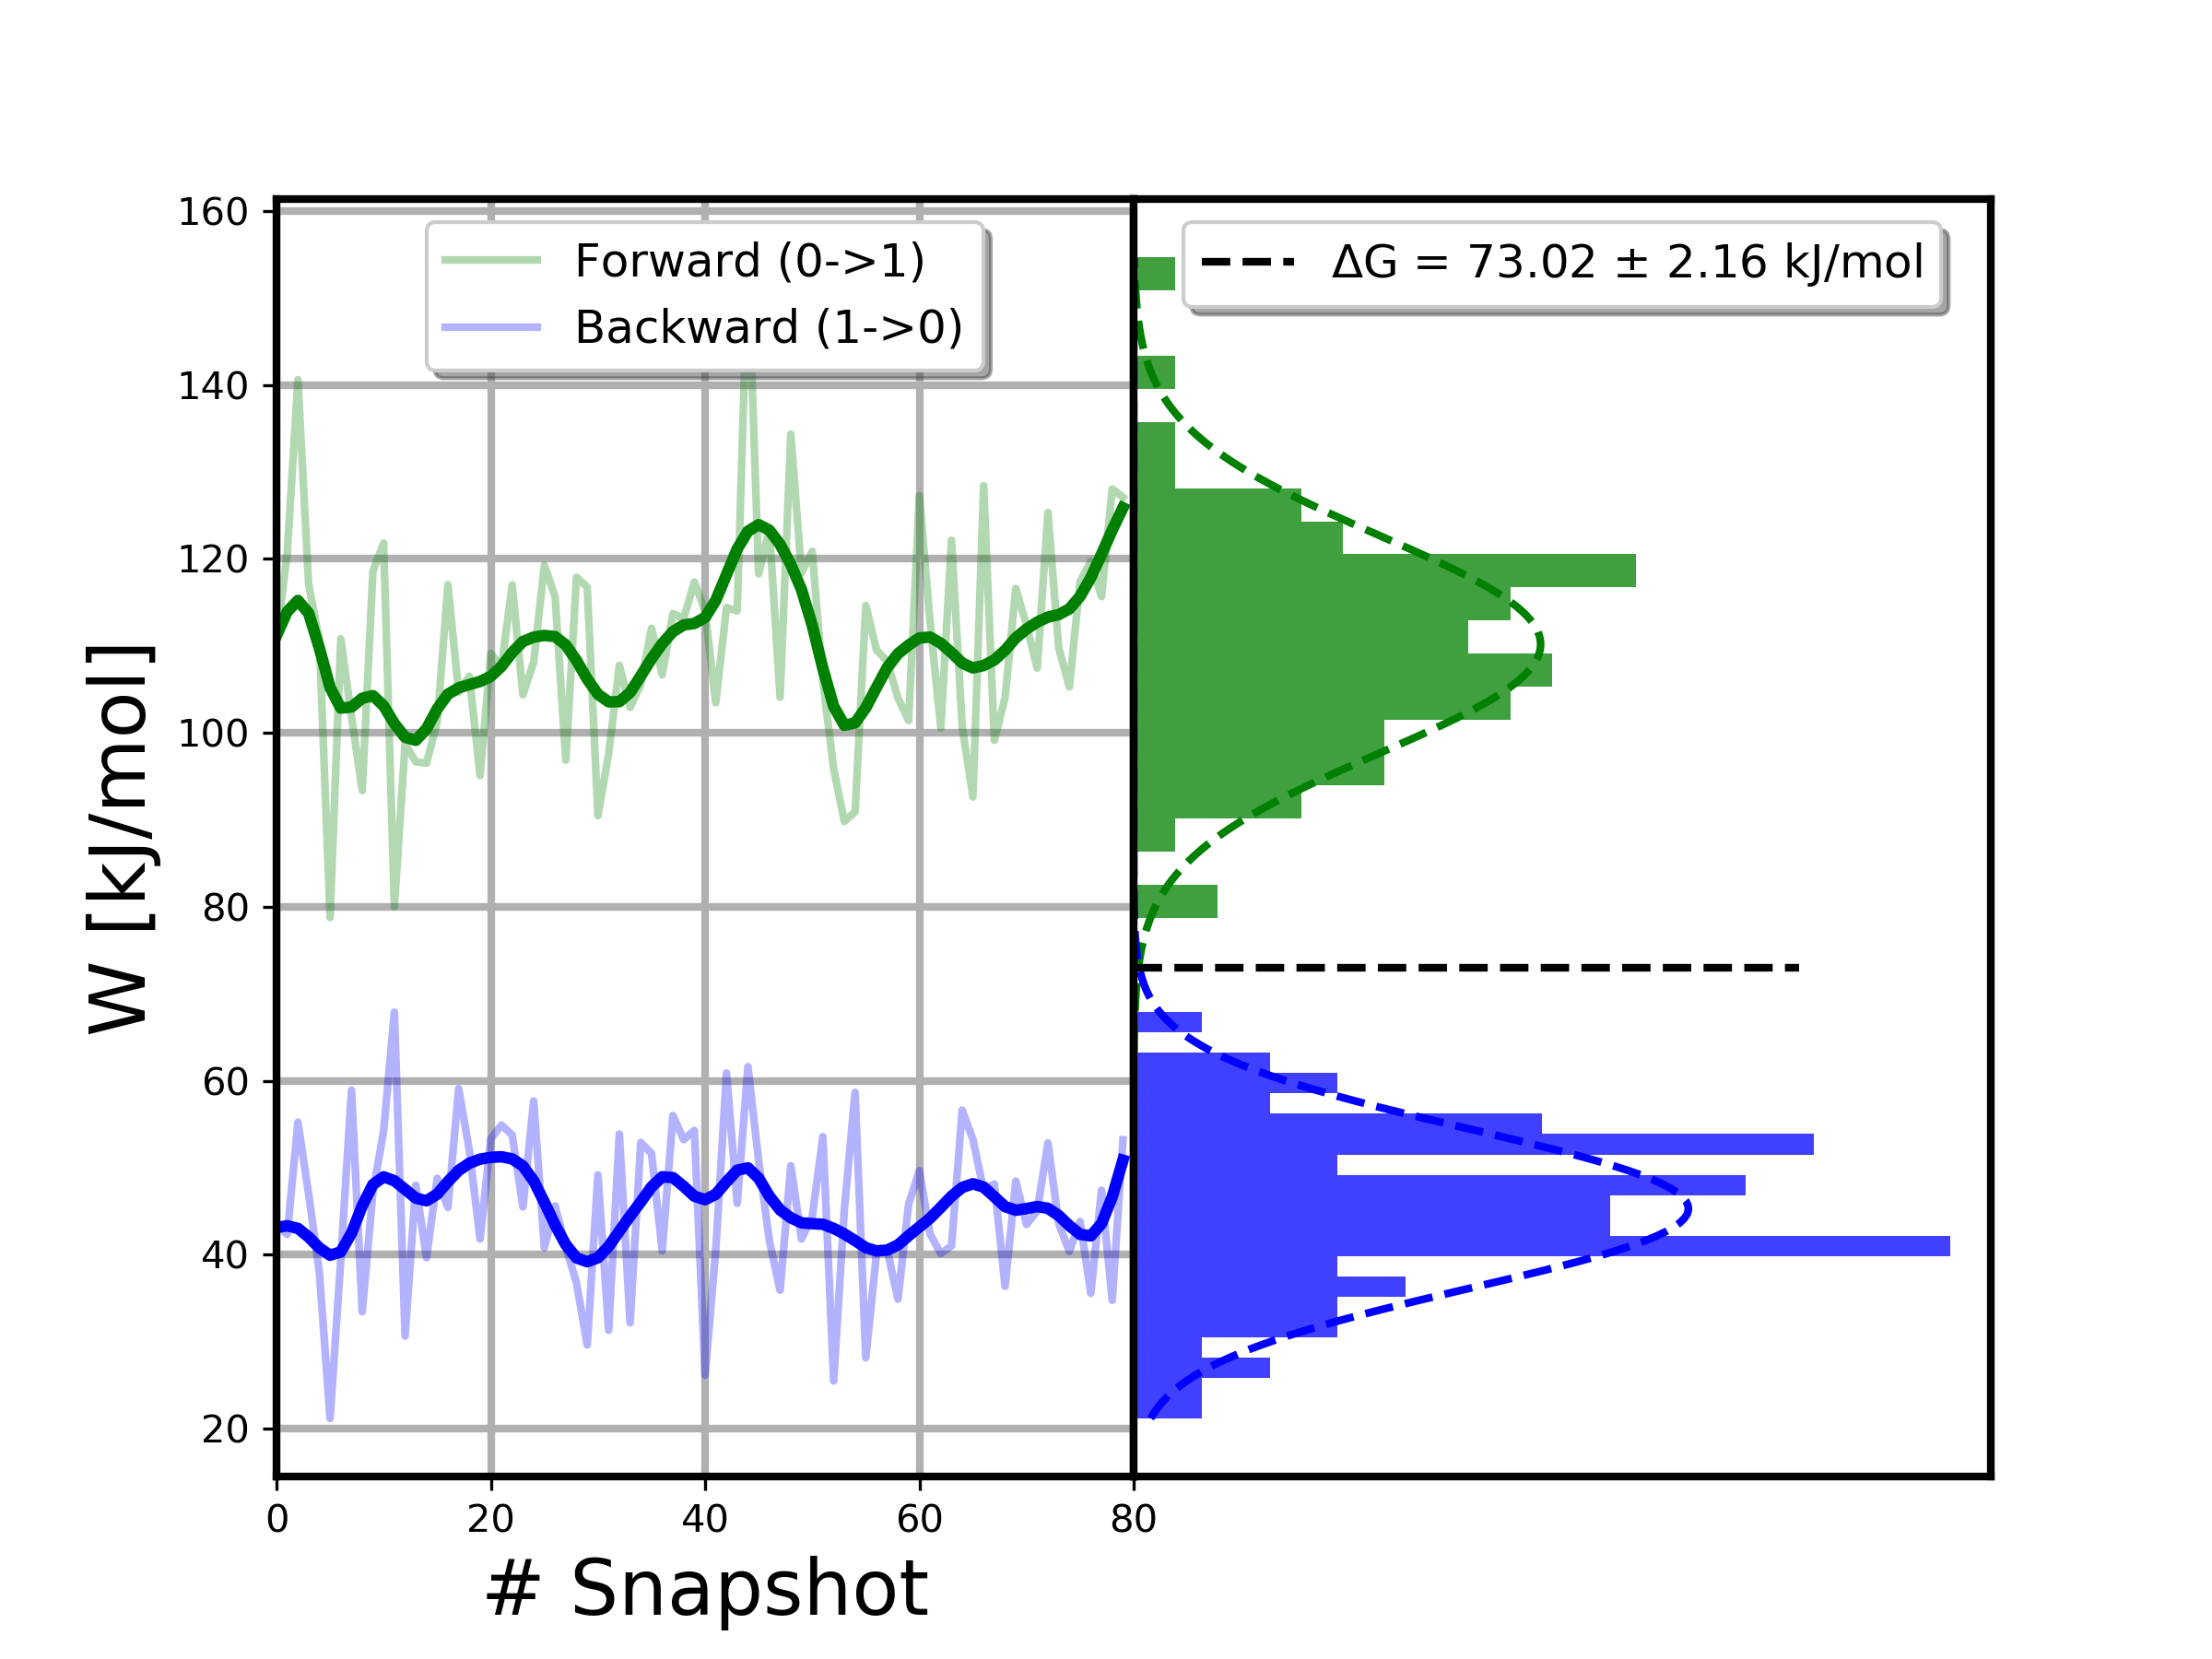 160
140
120
100
80
60
40
20
W [kJ/mol]
Forward (0->1)
Backward (1->0)
ΔG = 73.02 ± 2.16 kJ/mol
0 20 40 60 80
# Snapshot